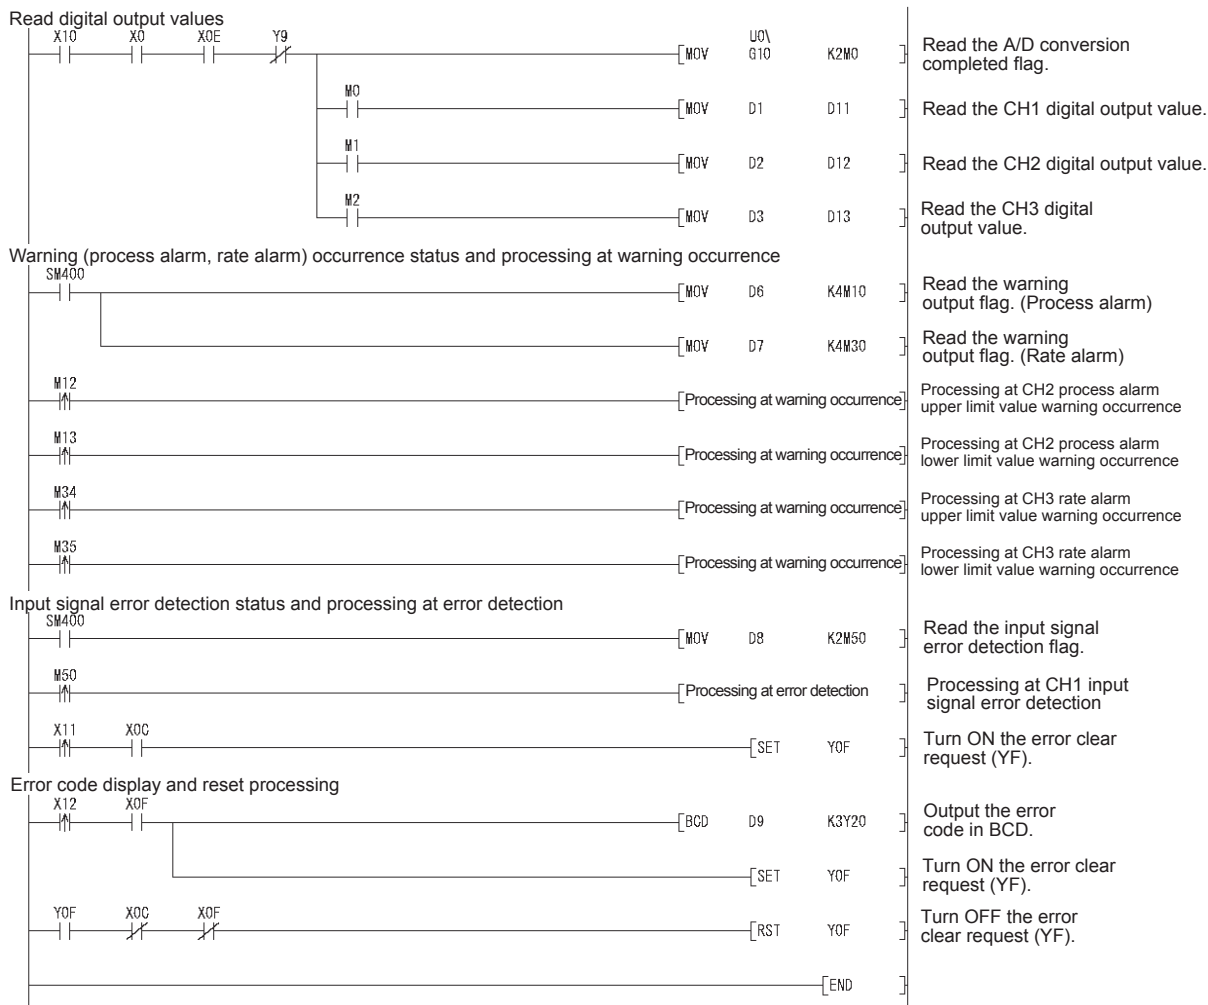 Read digital output values
X10 X0 X0E Y9
MOV U0\ G10 K2M0
Read the A/D conversion
completed flag.
M0
MOV D1 D11
Read the CH1 digital output value.
M1
MOV D2 D12
Read the CH2 digital output value.
M2
MOV D3 D13
Read the CH3 digital
output value.
Warning (process alarm, rate alarm) occurrence status and processing at warning occurrence
SM400
MOV D6 K4M10
Read the warning
output flag. (Process alarm)
MOV D7 K4M30
Read the warning
output flag. (Rate alarm)
M12
Processing at warning occurrence
Processing at CH2 process alarm
upper limit value warning occurrence
M13
Processing at warning occurrence
Processing at CH2 process alarm
lower limit value warning occurrence
M34
Processing at warning occurrence
Processing at CH3 rate alarm
upper limit value warning occurrence
M35
Processing at warning occurrence
Processing at CH3 rate alarm
lower limit value warning occurrence
Input signal error detection status and processing at error detection
SM400
MOV D8 K2M50
Read the input signal
error detection flag.
M50
Processing at error detection
Processing at CH1 input
signal error detection
X11 X0C
SET Y0F
Turn ON the error clear
request (YF).
Error code display and reset processing
X12 X0F
BCD D9 K3Y20
Output the error
code in BCD.
SET Y0F
Turn ON the error clear
request (YF).
Y0F X0C X0F
RST Y0F
Turn OFF the error
clear request (YF).
END